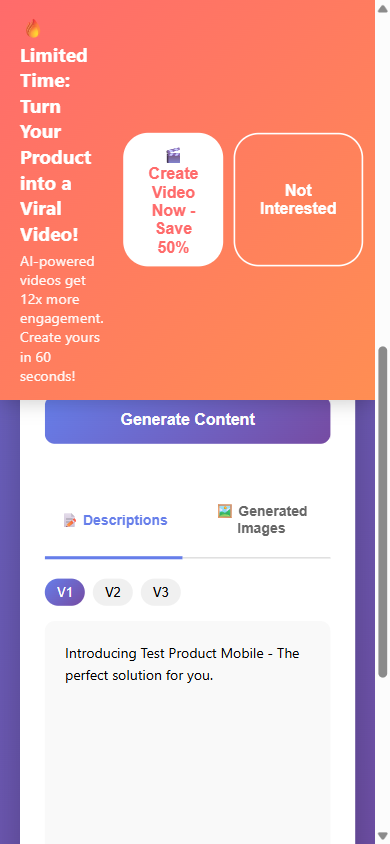 🔥
Limited
Time:
Turn
Your
Product
into a
Viral
Video!
AI-powered
videos get
12x more
engagement.
Create yours
in 60
seconds!
🎬
Create
Video
Now -
Save
50%
Not
Interested
Generate Content
📝 Descriptions
🖼️ Generated
Images
V1
V2
V3
Introducing Test Product Mobile - The
perfect solution for you.